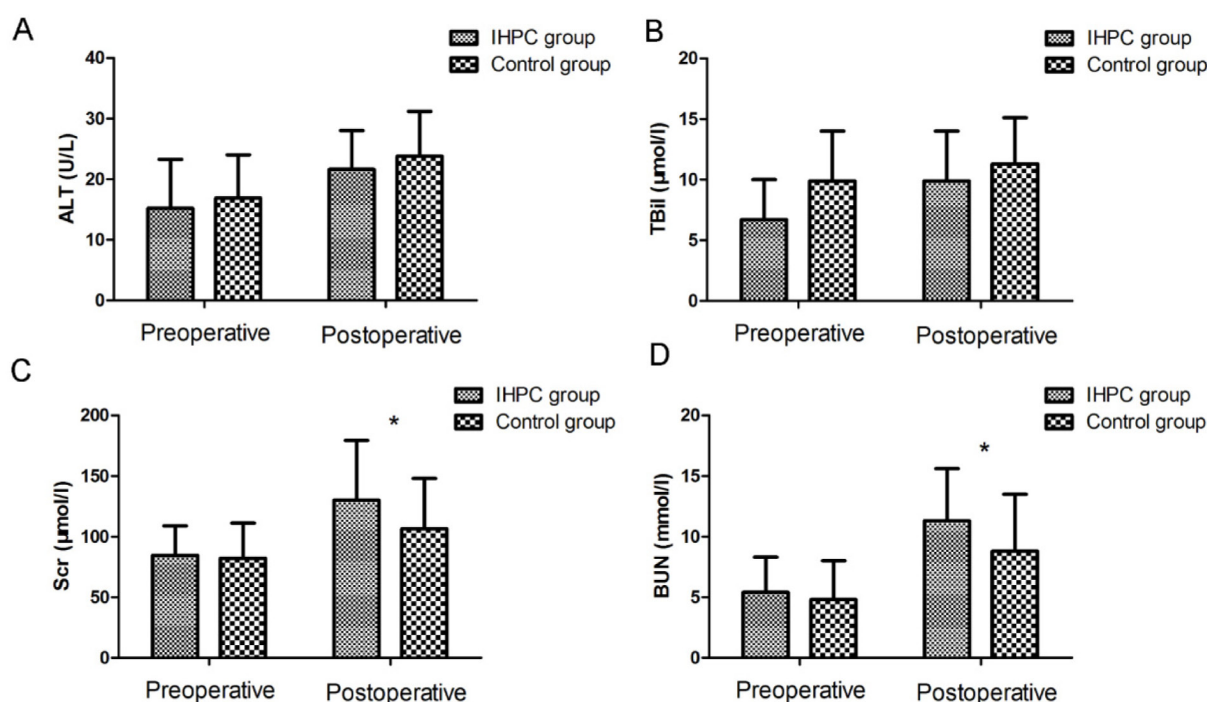 A
IHPC group
Control group
ALT (U/L)
40
30
20
10
0
Preoperative
Postoperative
B
IHPC group
Control group
TBil (μmol/l)
20
15
10
5
0
Preoperative
Postoperative
C
IHPC group
Control group
Scr (μmol/l)
200
150
100
50
0
*
Preoperative
Postoperative
D
IHPC group
Control group
BUN (mmol/l)
20
15
10
5
0
*
Preoperative
Postoperative